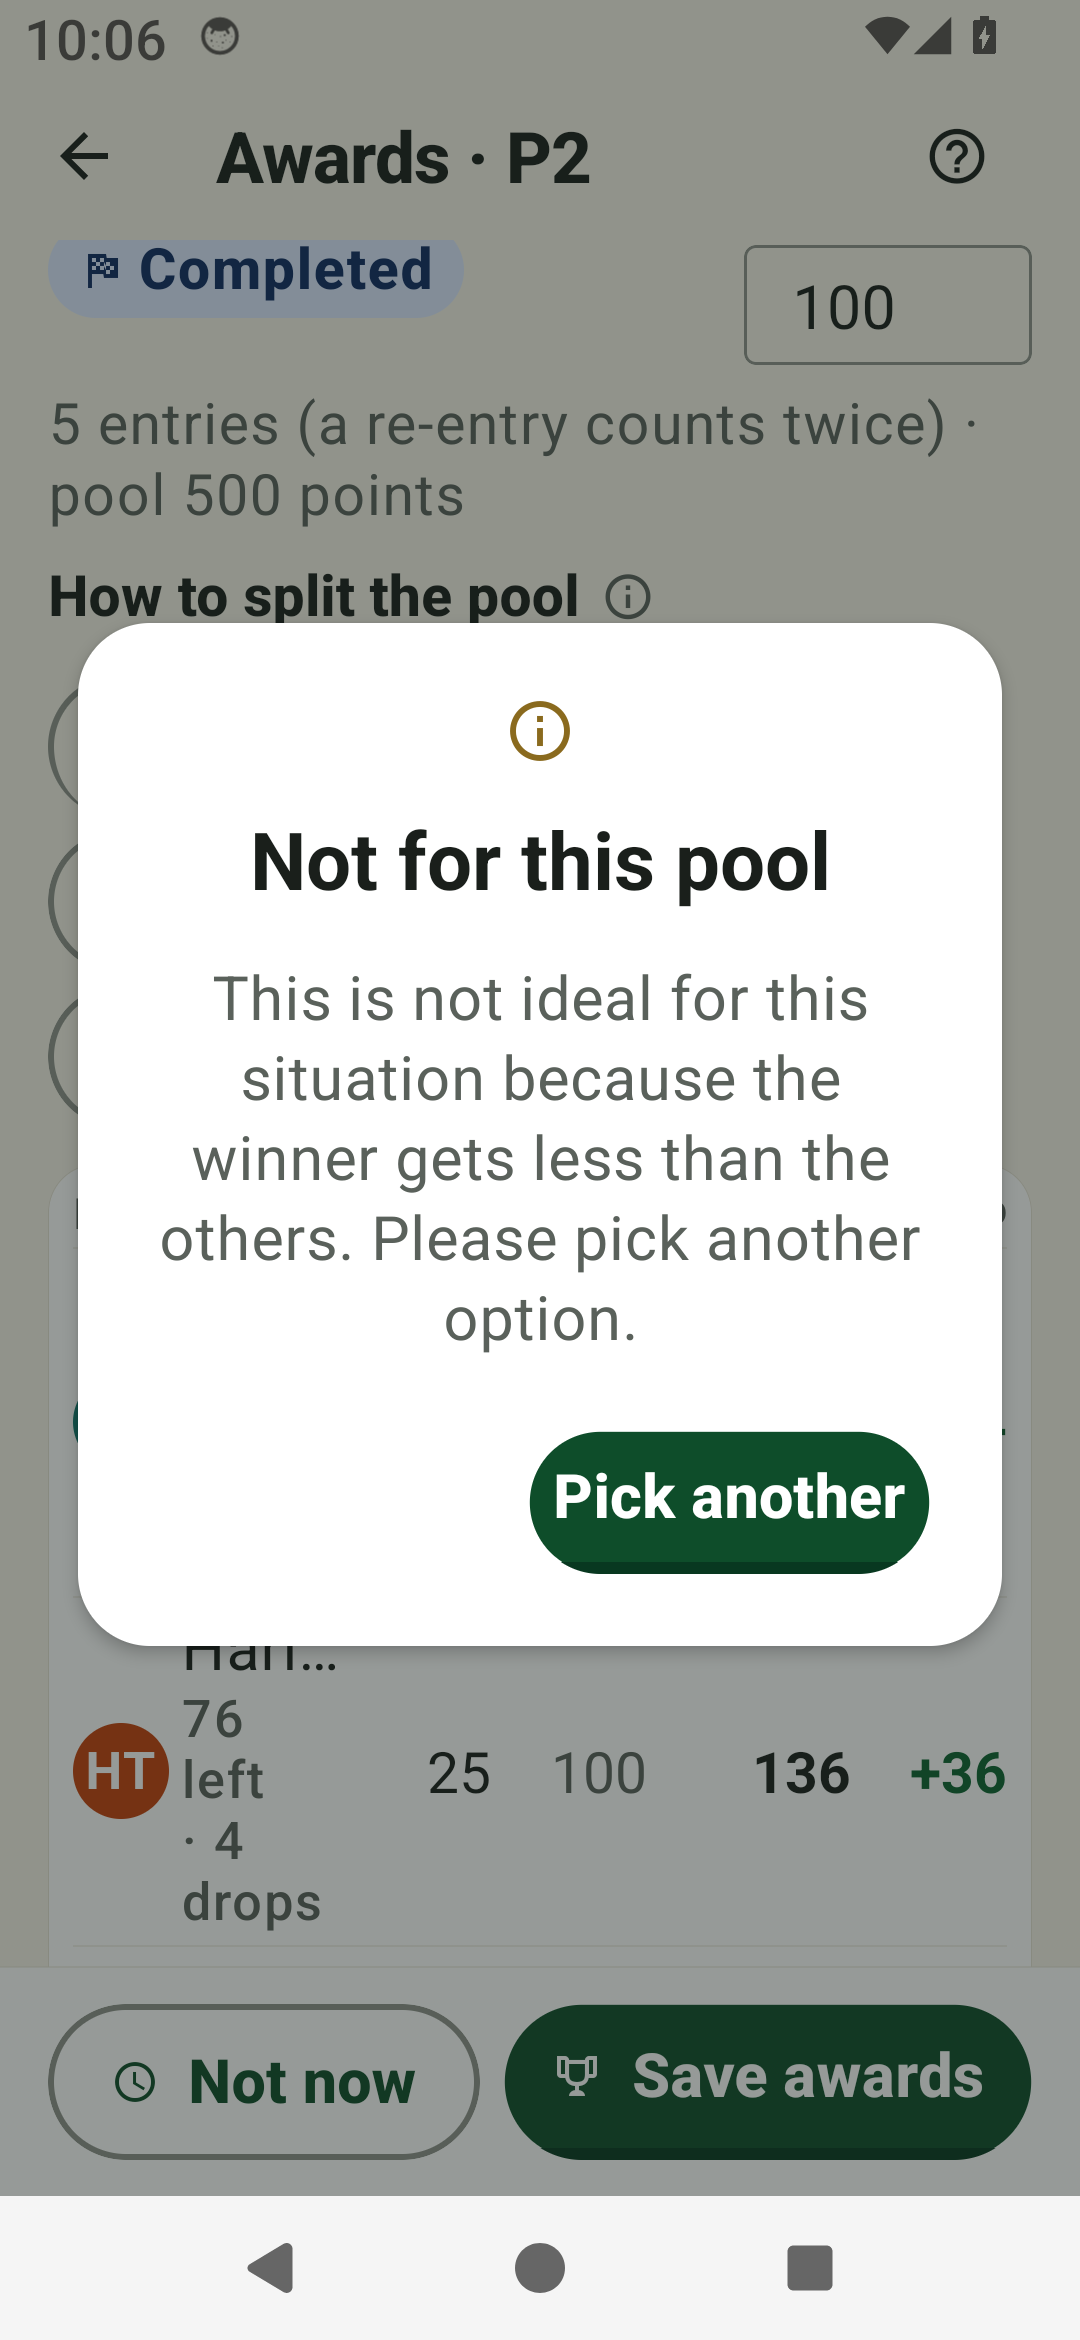 10:06
Awards · P2
Completed
100
5 entries (a re-entry counts twice) ·
pool 500 points
How to split the pool
Not for this pool
This is not ideal for this
situation because the
winner gets less than the
others. Please pick another
option.
Pick another
76
left
· 4
drops
HT
25
100
136
+36
Not now
Save awards